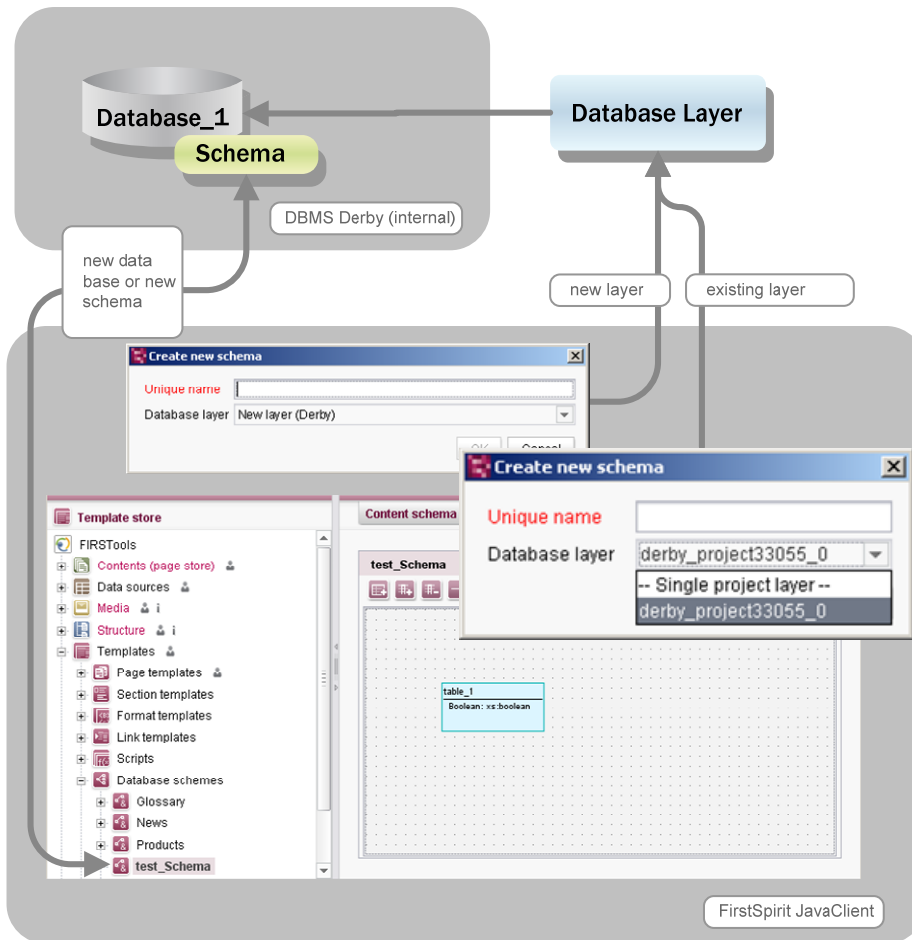 Database_1
Schema
Database Layer
DBMS Derby (internal)
new data
base or new
schema
new layer
existing layer
Create new schema
Unique name
Database layer
New layer (Derby)
OK
Cancel
Create new schema
Unique name
Database layer
derby_project33055_0
-- Single project layer --
derby_project33055_0
Template store
FIRSTools
Contents (page store)
Data sources
Media
i
Structure
i
Templates
Page templates
Section templates
Format templates
Link templates
Scripts
Database schemes
Glossary
News
Products
test_Schema
Content schema
test_Schema
table_1
Boolean: xs:boolean
FirstSpirit JavaClient